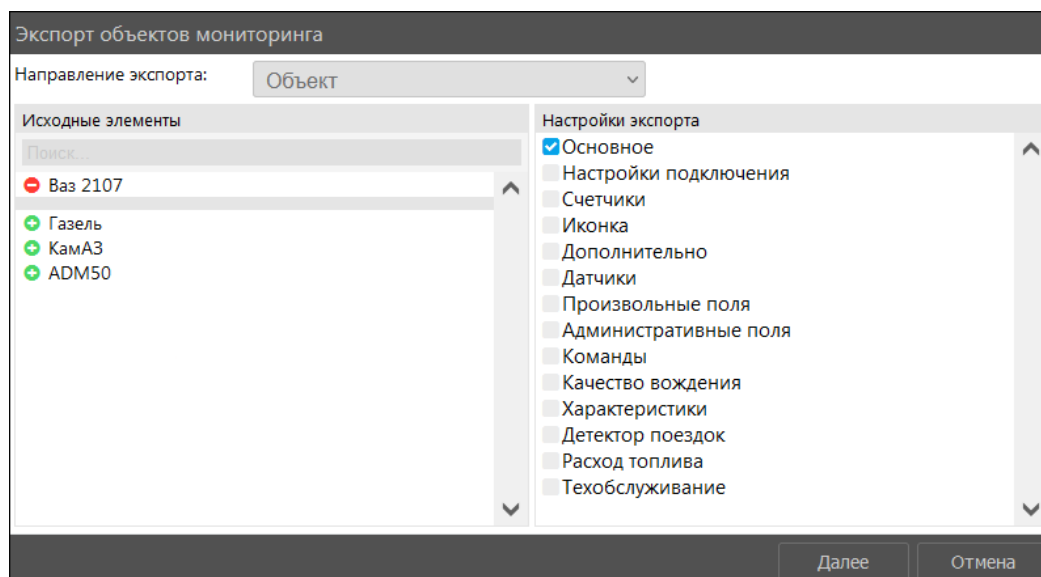 Экспорт объектов мониторинга
Направление экспорта:
Объект
Исходные элементы
Поиск...
Ваз 2107
Газель
КамАЗ
ADM50
Настройки экспорта
Основное
Настройки подключения
Счетчики
Иконка
Дополнительно
Датчики
Произвольные поля
Административные поля
Команды
Качество вождения
Характеристики
Детектор поездок
Расход топлива
Техобслуживание
Далее
Отмена